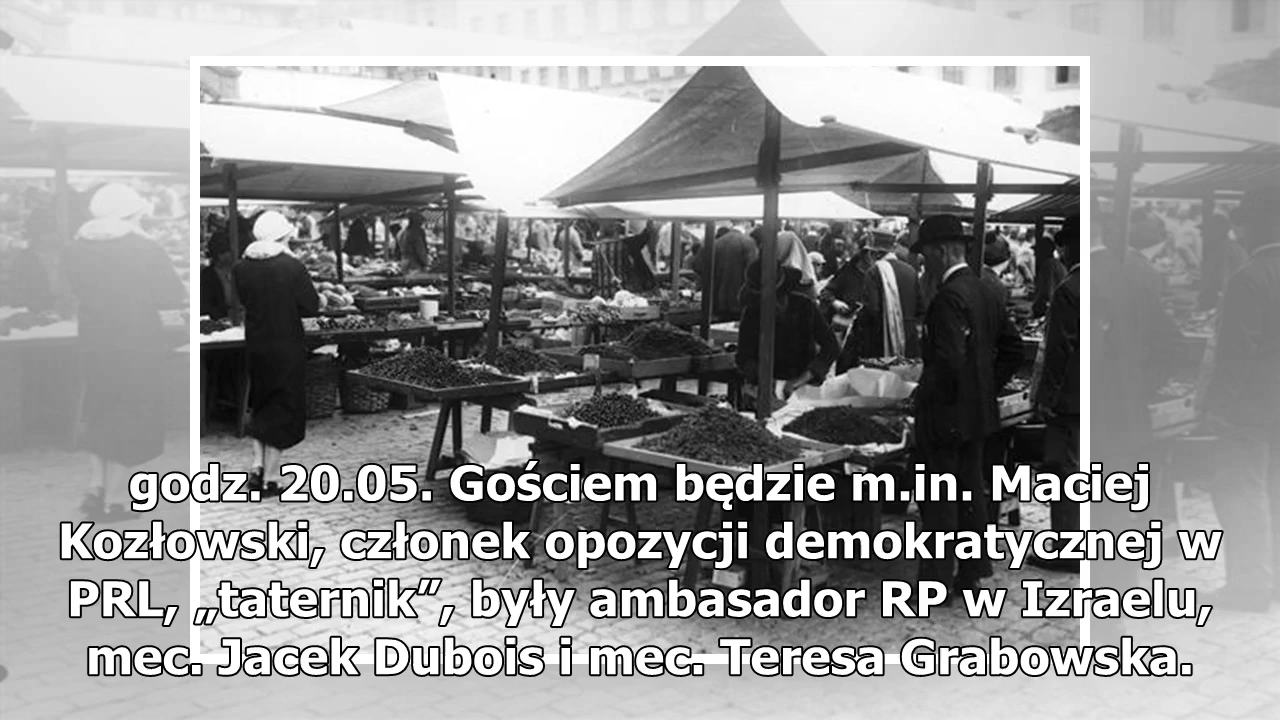 godz. 20.05. Gościem będzie m.in. Maciej
Kozłowski, członek opozycji demokratycznej w
PRL, „taternik”, były ambasador RP w Izraelu,
mec. Jacek Dubois i mec. Teresa Grabowska.